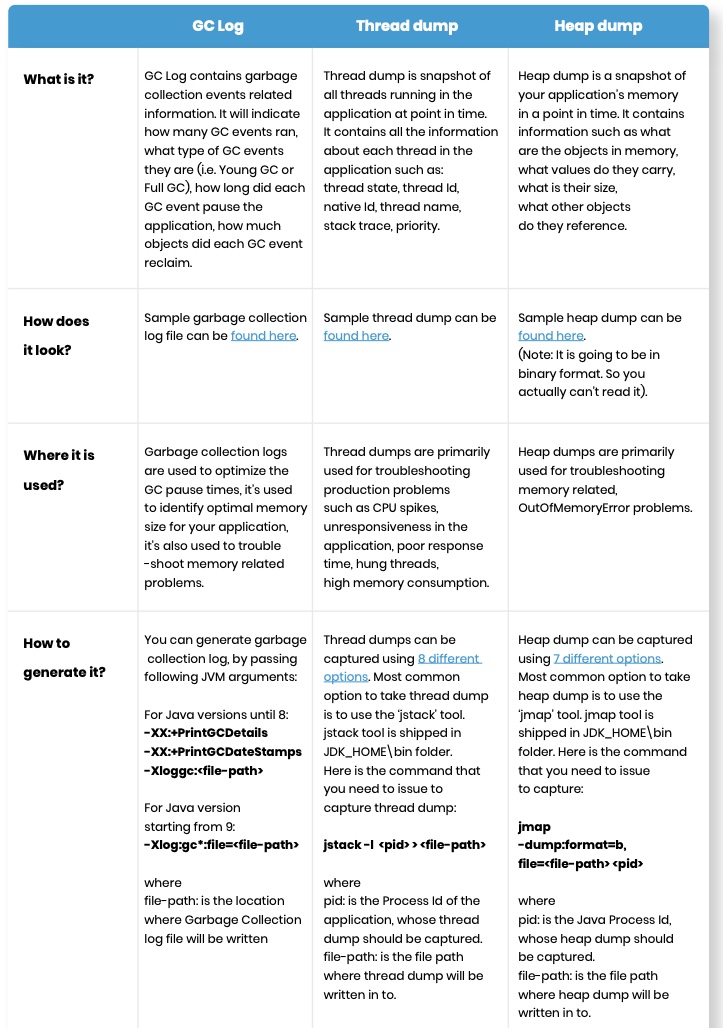 GC Log
Thread dump
Heap dump
What is it?
GC Log contains garbage
collection events related
information. It will indicate
how many GC events ran,
what type of GC events
they are (i.e. Young GC or
Full GC), how long did each
GC event pause the
application, how much
objects did each GC event
reclaim.
Thread dump is snapshot of
all threads running in the
application at point in time.
It contains all the information
about each thread in the
application such as:
thread state, thread Id,
native Id, thread name,
stack trace, priority.
Heap dump is a snapshot of
your application's memory
in a point in time. It contains
information such as what
are the objects in memory,
what values do they carry,
what is their size,
what other objects
do they reference.
How does
it look?
Sample garbage collection
log file can be found here.
Sample thread dump can be
found here.
Sample heap dump can be
found here.
(Note: It is going to be in
binary format. So you
actually can't read it).
Where it is
used?
Garbage collection logs
are used to optimize the
GC pause times, it's used
to identify optimal memory
size for your application,
it's also used to trouble
-shoot memory related
problems.
Thread dumps are primarily
used for troubleshooting
production problems
such as CPU spikes,
unresponsiveness in the
application, poor response
time, hung threads,
high memory consumption.
Heap dumps are primarily
used for troubleshooting
memory related,
OutOfMemoryError problems.
How to
generate it?
You can generate garbage
collection log, by passing
following JVM arguments:
For Java versions until 8:
-XX:+PrintGCDetails
-XX:+PrintGCDateStamps
-Xloggc:<file-path>
For Java version
starting from 9:
-Xlog:gc*:file=<file-path>
where
file-path: is the location
where Garbage Collection
log file will be written
Thread dumps can be
captured using 8 different
options. Most common
option to take thread dump
is to use the 'jstack' tool.
jstack tool is shipped in
JDK_HOME\bin folder.
Here is the command that
you need to issue to
capture thread dump:
jstack -l <pid> > <file-path>
where
pid: is the Process Id of the
application, whose thread
dump should be captured.
file-path: is the file path
where thread dump will be
written in to.
Heap dump can be captured
using 7 different options.
Most common option to take
heap dump is to use the
'jmap' tool. jmap tool is
shipped in JDK_HOME\bin
folder. Here is the command
that you need to issue
to capture:
jmap
-dump:format=b,
file=<file-path> <pid>
where
pid: is the Java Process Id,
whose heap dump should
be captured.
file-path: is the file path
where heap dump will be
written in to.